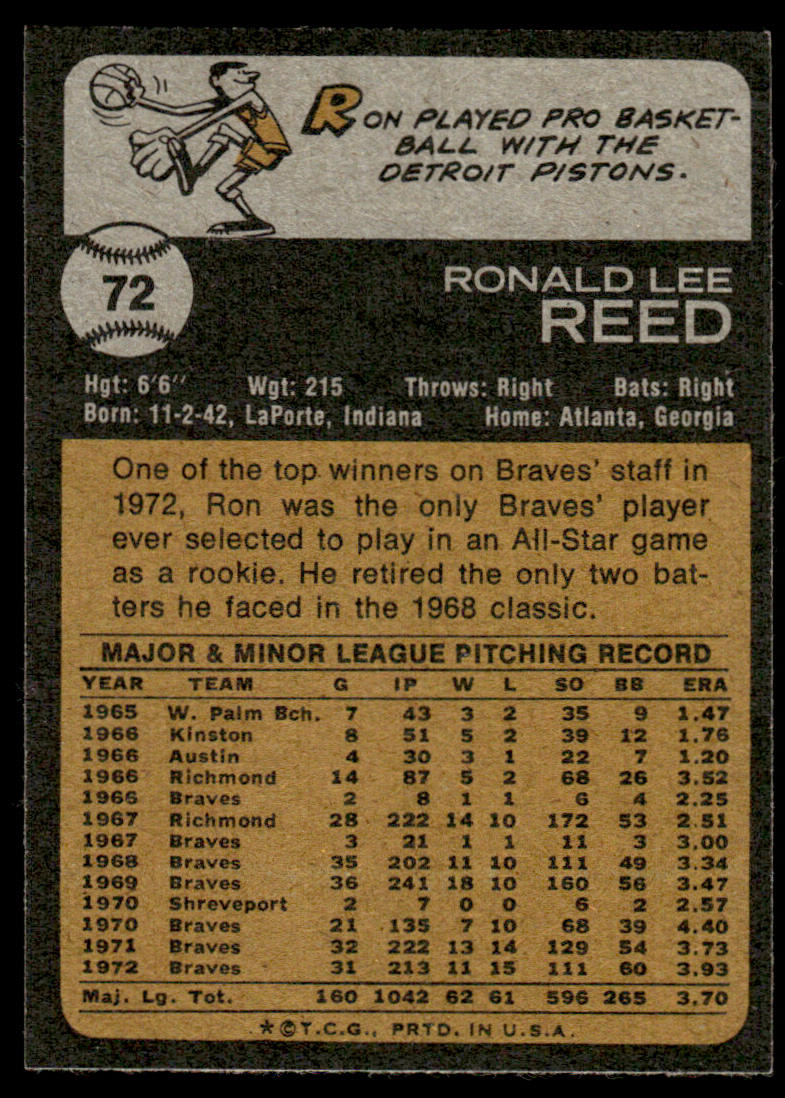 RON PLAYED PRO BASKET-
BALL WITH THE
DETROIT PISTONS.
72
RONALD LEE
REED
Hgt: 6'6" Wgt: 215 Throws: Right Bats: Right
Born: 11-2-42, LaPorte, Indiana Home: Atlanta, Georgia
One of the top winners on Braves' staff in
1972, Ron was the only Braves' player
ever selected to play in an All-Star game
as a rookie. He retired the only two bat-
ters he faced in the 1968 classic.
MAJOR & MINOR LEAGUE PITCHING RECORD
YEAR TEAM G IP W L SO BB ERA
1965 W. Palm Bch. 7 43 3 2 35 9 1.47
1966 Kinston 8 51 5 2 39 12 1.76
1966 Austin 4 30 3 1 22 7 1.20
1966 Richmond 14 87 5 2 68 26 3.52
1966 Braves 2 8 1 1 6 4 2.25
1967 Richmond 28 222 14 10 172 53 2.51
1967 Braves 3 21 1 1 11 3 3.00
1968 Braves 35 202 11 10 111 49 3.34
1969 Braves 36 241 18 10 160 56 3.47
1970 Shreveport 2 7 0 0 6 2 2.57
1970 Braves 21 135 7 10 68 39 4.40
1971 Braves 32 222 13 14 129 54 3.73
1972 Braves 31 213 11 15 111 60 3.93
Maj. Lg. Tot. 160 1042 62 61 596 265 3.70
*©T.C.G., PRTD. IN U.S.A.